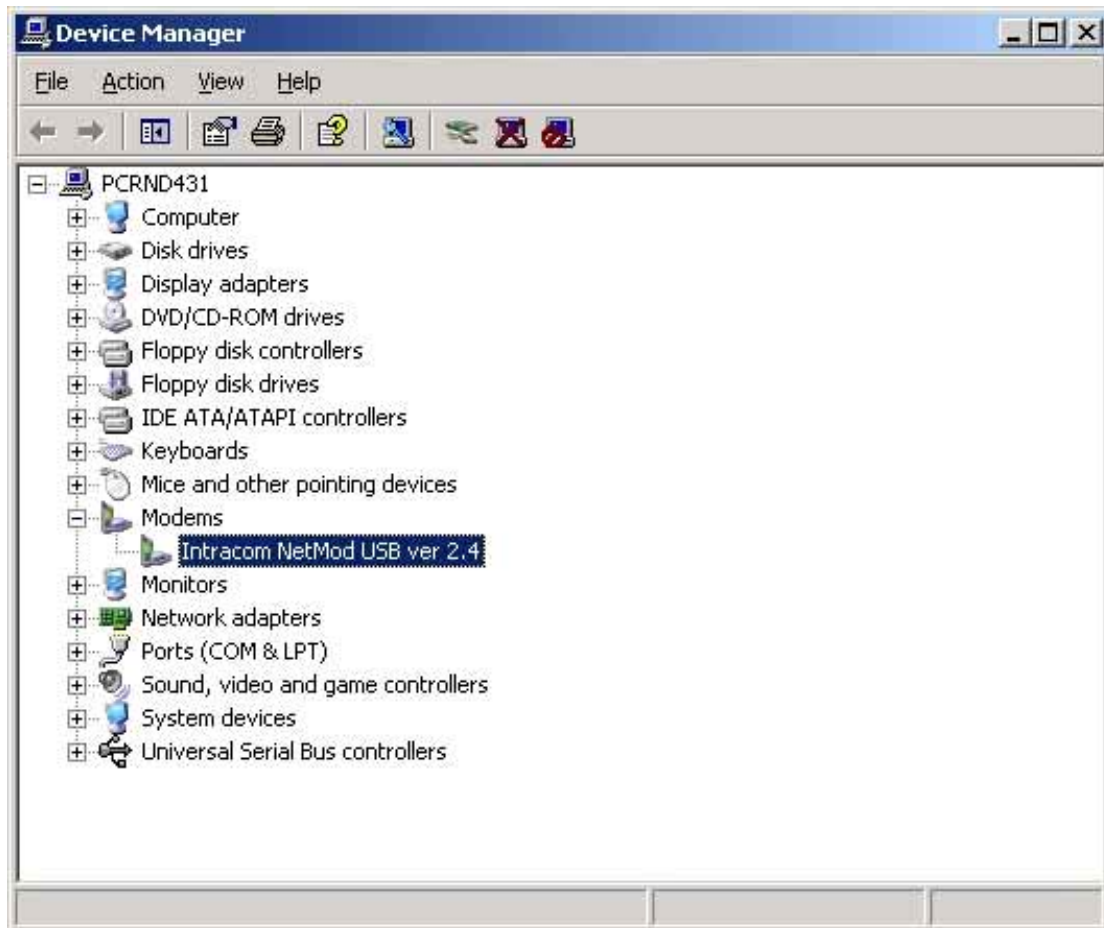 Device Manager
File Action View Help
PCRND431
Computer
Disk drives
Display adapters
DVD/CD-ROM drives
Floppy disk controllers
Floppy disk drives
IDE ATA/ATAPI controllers
Keyboards
Mice and other pointing devices
Modems
Intracom NetMod USB ver 2.4
Monitors
Network adapters
Ports (COM & LPT)
Sound, video and game controllers
System devices
Universal Serial Bus controllers